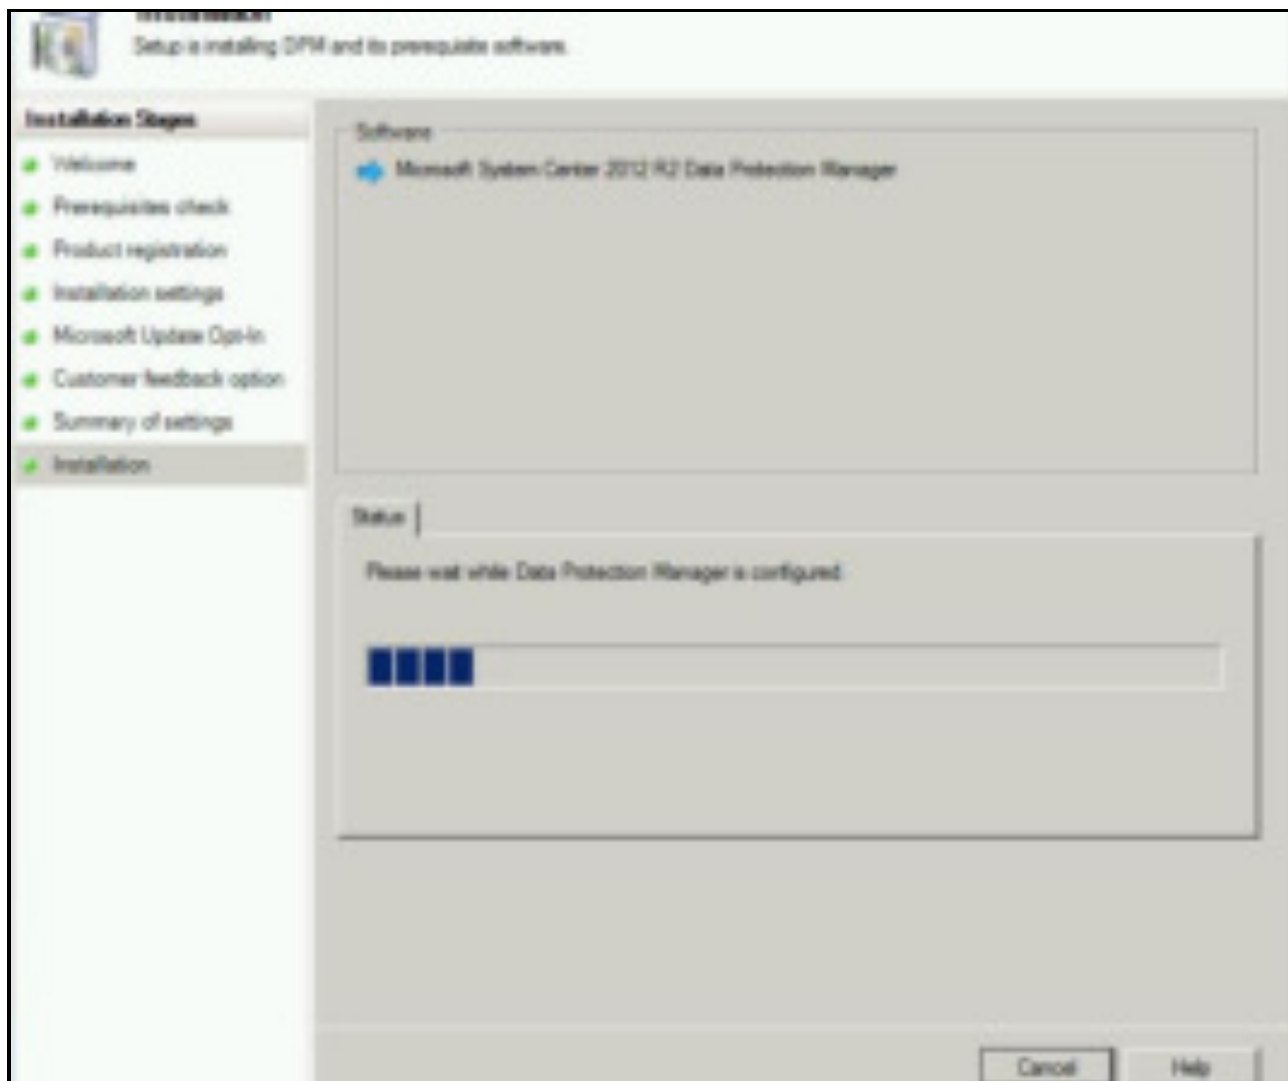 Installation
Setup is installing DPM and its prerequisite software.
Installation Stages
Welcome
Prerequisites check
Product registration
Installation settings
Microsoft Update Opt-In
Customer feedback option
Summary of settings
Installation
Software
Microsoft System Center 2012 R2 Data Protection Manager
Status
Please wait while Data Protection Manager is configured.
Cancel
Help